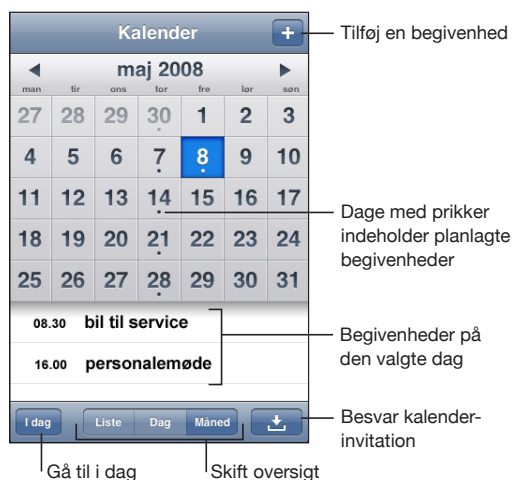 Kalender
+
Tilføj en begivenhed
maj 2008
man tir ons tor fre lør søn
27 28 29 30 1 2 3
4 5 6 7 8 9 10
11 12 13 14 15 16 17
Dage med prikker
indeholder planlagte
begivenheder
18 19 20 21 22 23 24
25 26 27 28 29 30 31
08.30 bil til service
16.00 personalemøde
Begivenheder på
den valgte dag
I dag Liste Dag Måned
Besvar kalender-
invitation
Gå til i dag
Skift oversigt